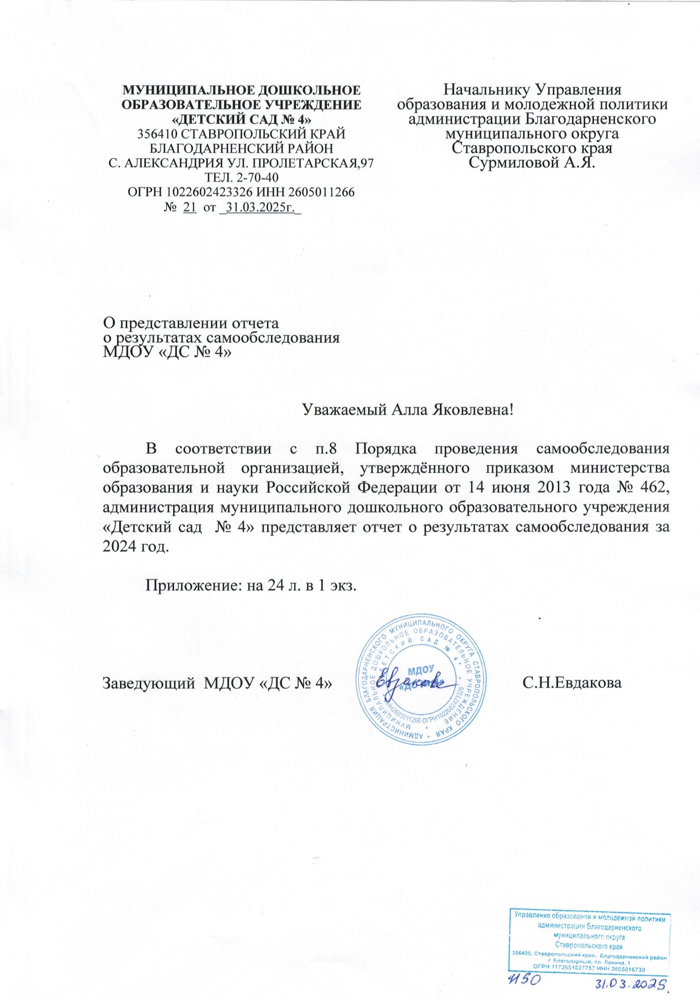 МУНИЦИПАЛЬНОЕ ДОШКОЛЬНОЕ
ОБРАЗОВАТЕЛЬНОЕ УЧРЕЖДЕНИЕ
«ДЕТСКИЙ САД № 4»
356410 СТАВРОПОЛЬСКИЙ КРАЙ
БЛАГОДАРНЕНСКИЙ РАЙОН
С. АЛЕКСАНДРИЯ УЛ. ПРОЛЕТАРСКАЯ,97
ТЕЛ. 2-70-40
ОГРН 1022602423326 ИНН 2605011266
№ 21 от _31.03.2025г._
Начальнику Управления
образования и молодежной политики
администрации Благодарненского
муниципального округа
Ставропольского края
Сурмиловой А.Я.
О представлении отчета
о результатах самообследования
МДОУ «ДС № 4»
Уважаемый Алла Яковлевна!
В соответствии с п.8 Порядка проведения самообследования
образовательной организацией, утверждённого приказом министерства
образования и науки Российской Федерации от 14 июня 2013 года № 462,
администрация муниципального дошкольного образовательного учреждения
«Детский сад № 4» представляет отчет о результатах самообследования за
2024 год.
Приложение: на 24 л. в 1 экз.
Заведующий МДОУ «ДС № 4»
С.Н.Евдакова
АДМИНИСТРАЦИЯ БЛАГОДАРНЕНСКОГО МУНИЦИПАЛЬНОГО ОКРУГА СТАВРОПОЛЬСКОГО КРАЯ
МУНИЦИПАЛЬНОЕ ДОШКОЛЬНОЕ ОБРАЗОВАТЕЛЬНОЕ УЧРЕЖДЕНИЕ
ДЕТСКИЙ САД № 4
ИНН2605011266 ОГРН1022602423326
МДОУ
Управление образования и молодежной политики
администрации Благодарненского
муниципального округа
Ставропольского края
356420, Ставропольский край, Благодарненский район
г. Благодарный, пл. Ленина, 1
ОГРН 1172651027757 ИНН 2605016730
31.03.2025.